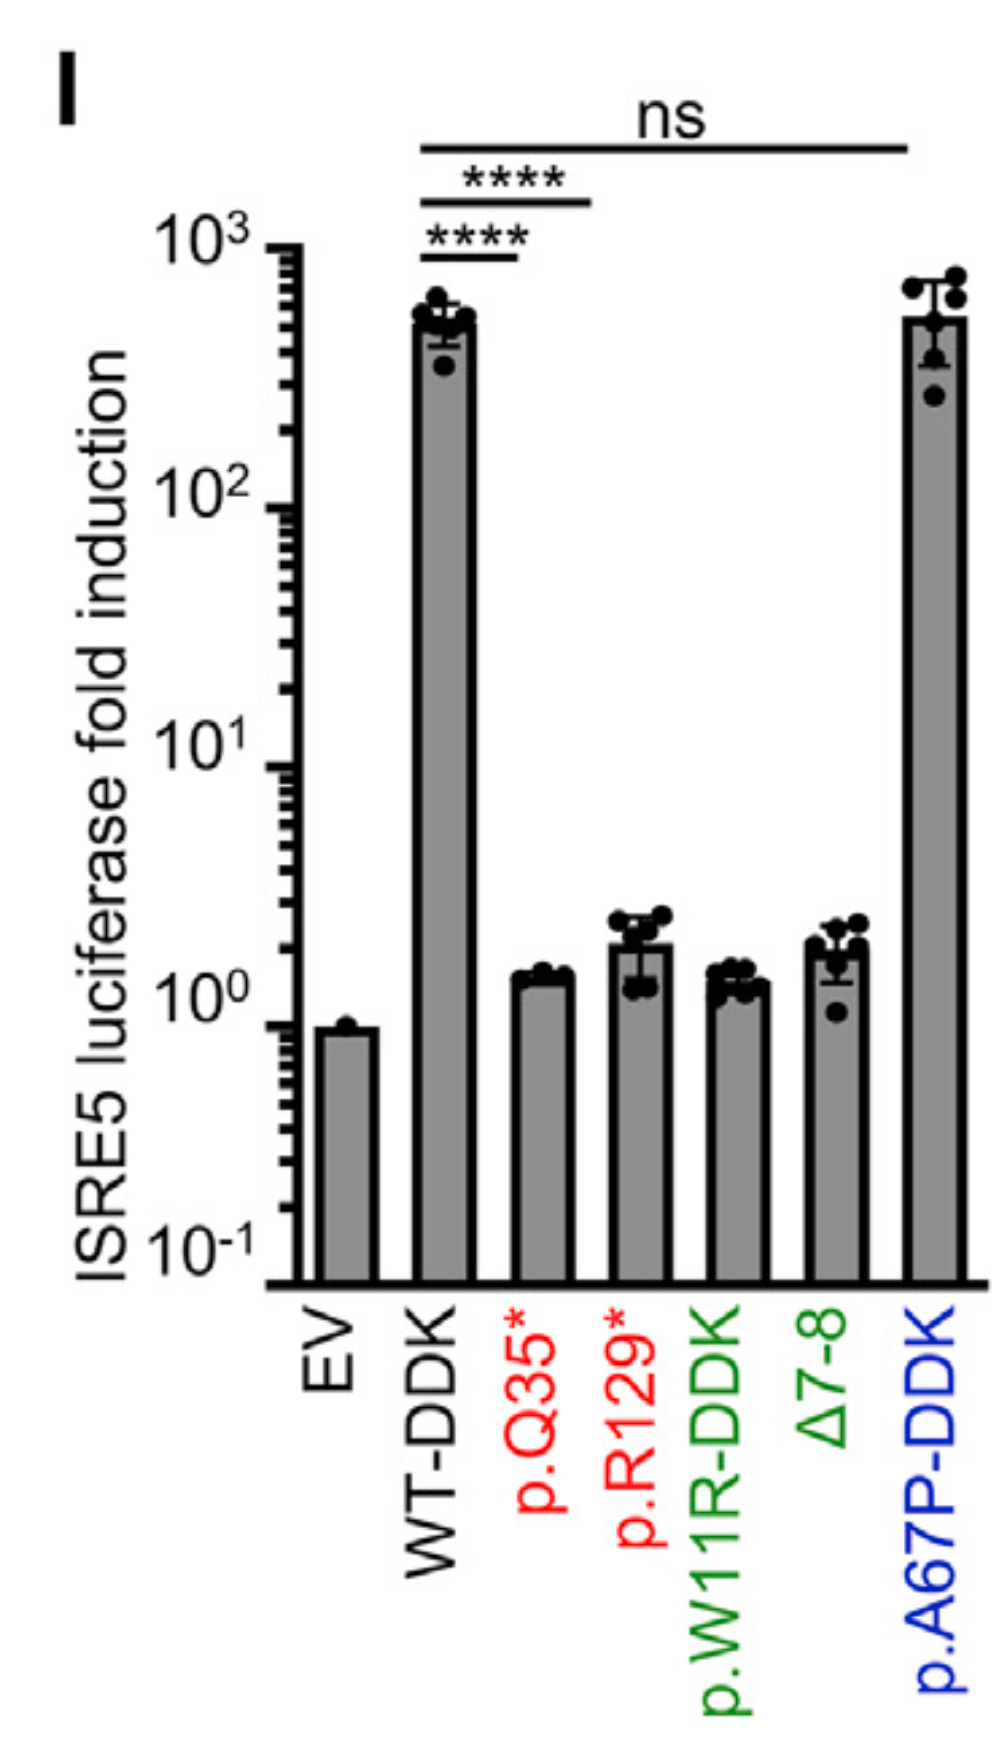 I
ns
****
****
10³
10²
10¹
10⁰
10⁻¹
ISRE5 luciferase fold induction
EV
WT-DDK
p.Q35*
p.R129*
p.W11R-DDK
Δ7-8
p.A67P-DDK